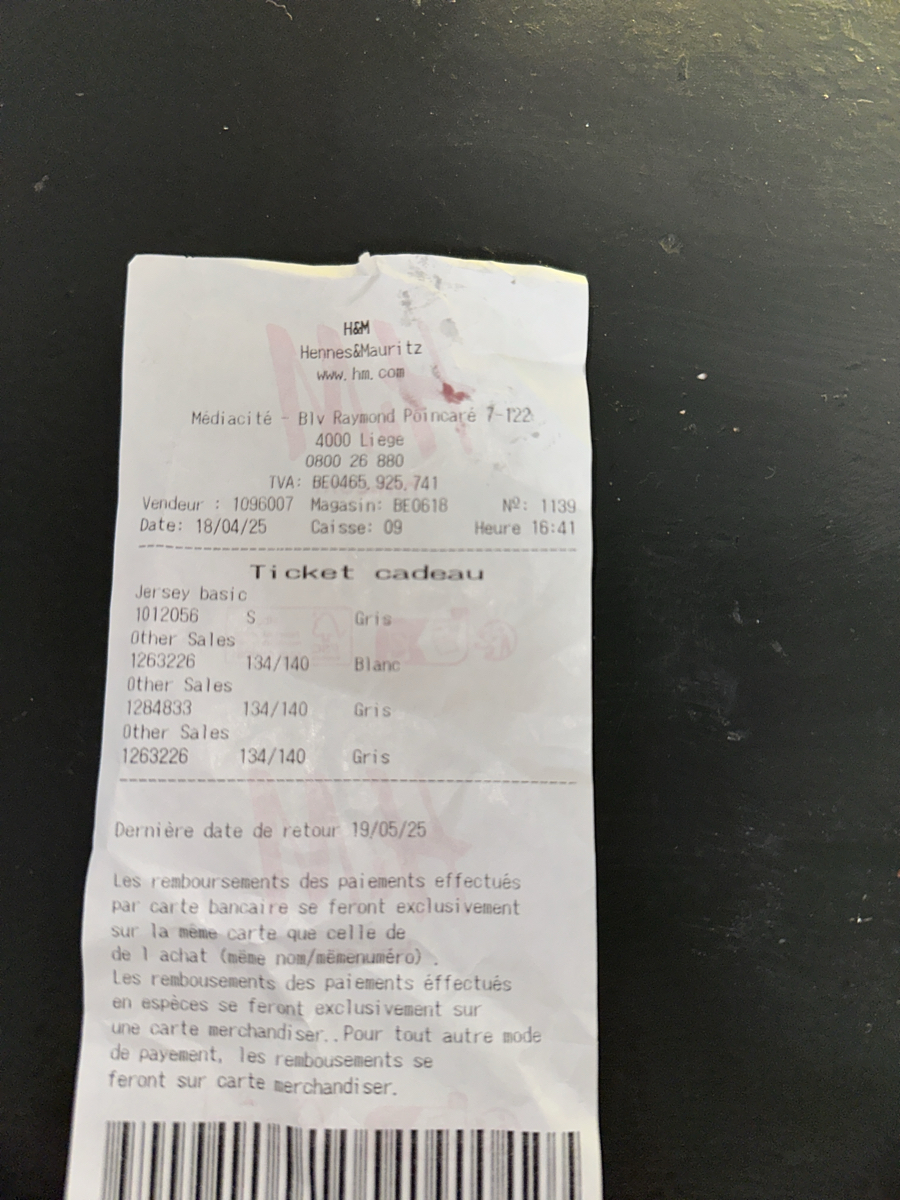 H&M
Hennes&Mauritz
www.hm.com
Médiacité - Blv Raymond Poincaré 7-122
4000 Liege
0800 26 880
TVA: BE0465.925.741
Vendeur : 1096007 Magasin: BE0618 Nº: 1139
Date: 18/04/25 Caisse: 09 Heure 16:41
Ticket cadeau
Jersey basic
1012056 S Gris
Other Sales
1263226 134/140 Blanc
Other Sales
1284833 134/140 Gris
Other Sales
1263226 134/140 Gris
Dernière date de retour 19/05/25
Les remboursements des paiements effectués
par carte bancaire se feront exclusivement
sur la même carte que celle de
de l achat (même nom/mêmenuméro) .
Les rembousements des paiements éffectués
en espèces se feront exclusivement sur
une carte merchandiser..Pour tout autre mode
de payement, les rembousements se
feront sur carte merchandiser.